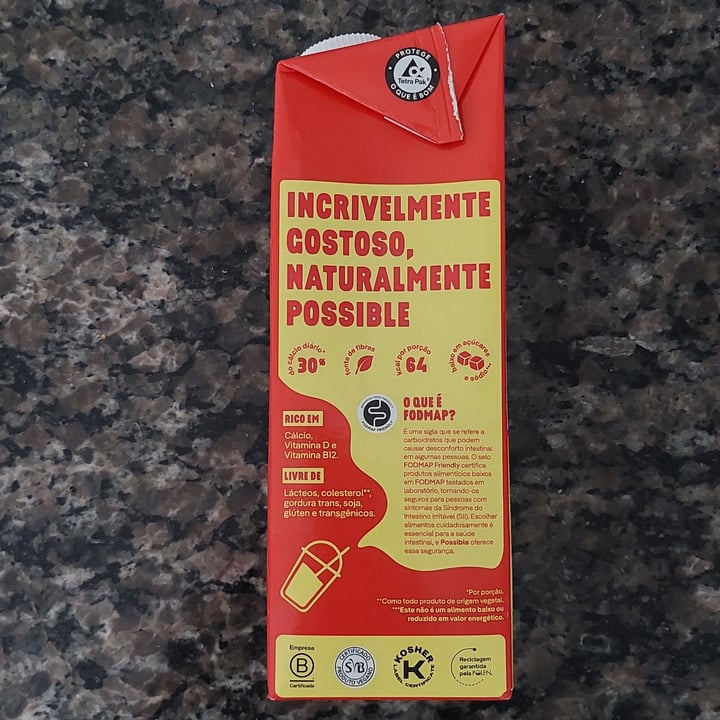 PROTEGE
Tetra Pak®
O QUE É BOM
INCRIVELMENTE
GOSTOSO,
NATURALMENTE
POSSIBLE
do cálcio diário*
30%
fonte de fibras
kcal por porção
64
baixo em açúcares
e sódio***
RICO EM
Cálcio,
Vitamina D e
Vitamina B12.
LIVRE DE
Lácteos, colesterol**,
gordura trans, soja,
glúten e transgênicos.
FODMAP FRIENDLY
O QUE É
FODMAP?
É uma sigla que se refere a
carboidratos que podem
causar desconforto intestinal
em algumas pessoas. O selo
FODMAP Friendly certifica
produtos alimentícios baixos
em FODMAP testados em
laboratório, tornando-os
seguros para pessoas com
sintomas da Síndrome do
Intestino Irritável (SII). Escolher
alimentos cuidadosamente é
essencial para a saúde
intestinal, e Possible oferece
essa segurança.
*Por porção.
**Como todo produto de origem vegetal.
***Este não é um alimento baixo ou
reduzido em valor energético.
Empresa
B
Certificada
CERTIFICADO
SVB
PRODUTO VEGANO
KOSHER
K
LABEL CERTIFICATE
Reciclagem
garantida
pela POLEN.